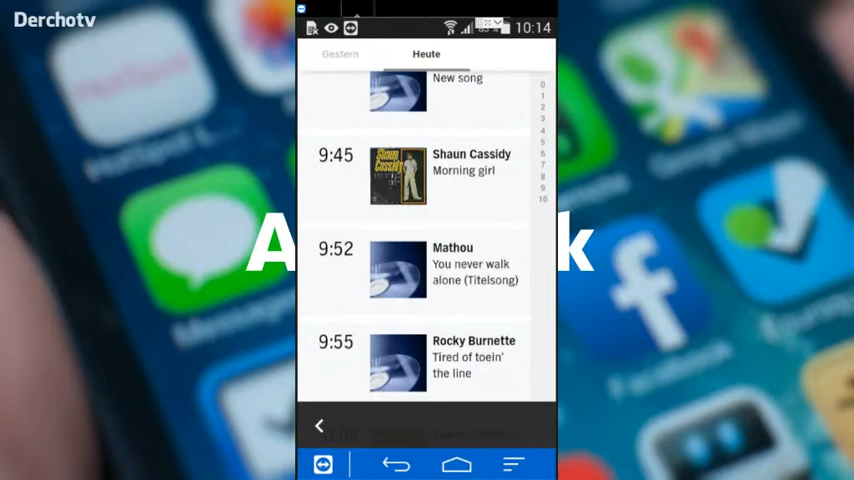 Derchotv
10:14
Gestern
Heute
New song
9:45
Shaun Cassidy
Morning girl
9:52
Mathou
You never walk
alone (Titelsong)
9:55
Rocky Burnette
Tired of toein'
the line
0
1
2
3
4
5
6
7
8
9
10
A
k
Facebook